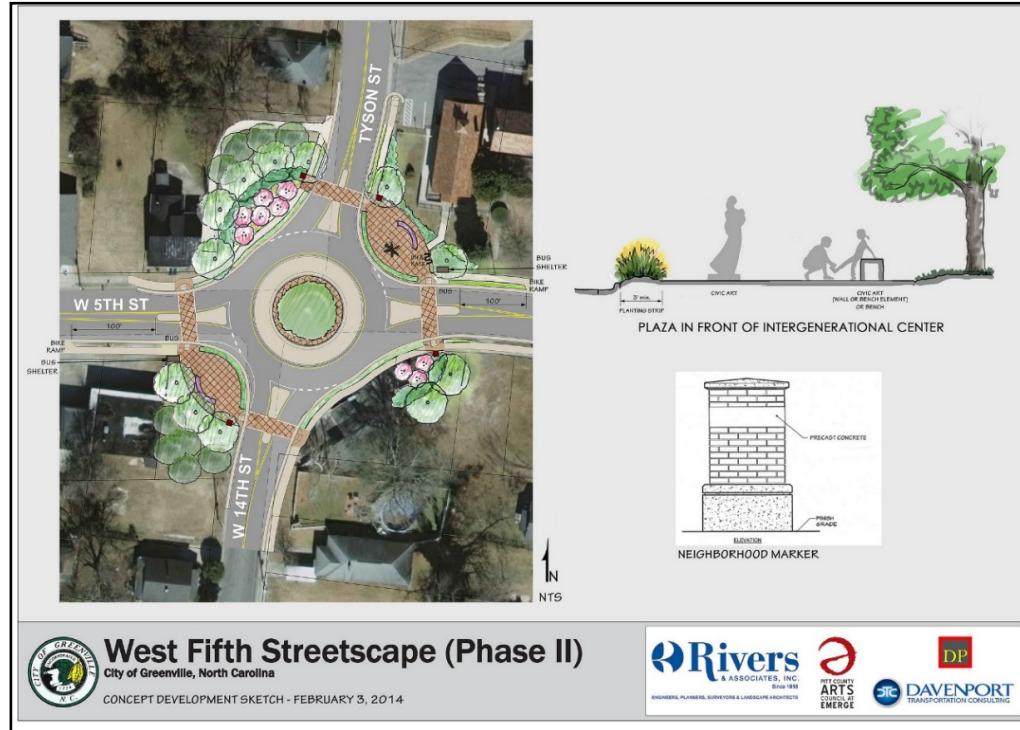 TYSON ST
W 5TH ST
100'
BIKE
RAMP
BUS
BUS
SHELTER
BUS
SHELTER
BUS
BIKE
RAMP
100'
BIKE
RACK
W 14TH ST
N
NTS
3' min.
PLANTING STRIP
CIVIC ART
CIVIC ART
(WALL OR BENCH ELEMENT)
OR BENCH
PLAZA IN FRONT OF INTERGENERATIONAL CENTER
PRECAST CONCRETE
FINISH
GRADE
ELEVATION
NEIGHBORHOOD MARKER
CITY OF GREENVILLE
N.C.
West Fifth Streetscape (Phase II)
City of Greenville, North Carolina
CONCEPT DEVELOPMENT SKETCH - FEBRUARY 3, 2014
Rivers
& ASSOCIATES, INC.
Since 1918
ENGINEERS, PLANNERS, SURVEYORS & LANDSCAPE ARCHITECTS
PITT COUNTY
ARTS
COUNCIL AT
EMERGE
DP
DAVENPORT
TRANSPORTATION CONSULTING